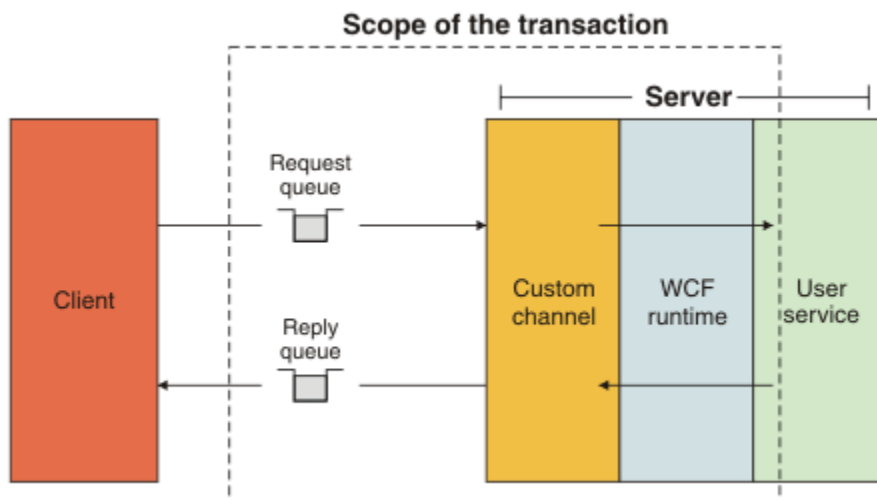 Scope of the transaction
Server
Request
queue
Client
Custom
channel
WCF
runtime
User
service
Reply
queue